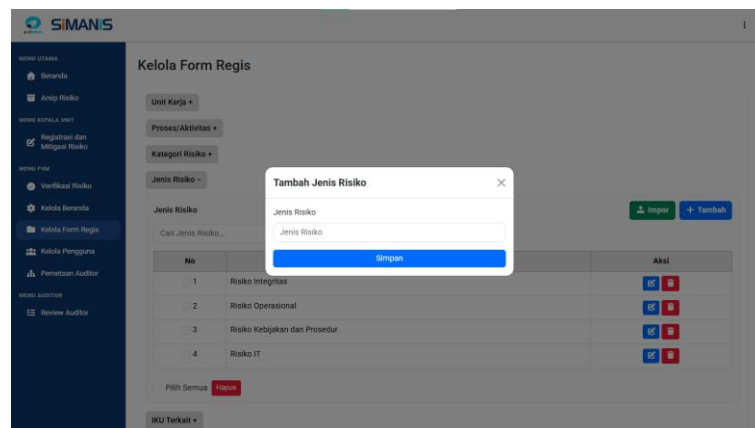 SIMANIS
MENU UTAMA
Beranda
Arsip Risiko
MENU KEPALA UNIT
Registrasi dan
Mitigasi Risiko
MENU PYM
Verifikasi Risiko
Kelola Beranda
Kelola Form Regis
Kelola Pengguna
Pemetaan Auditor
MENU AUDITOR
Review Auditor
Kelola Form Regis
Unit Kerja +
Proses/Aktivitas +
Kategori Risiko +
Jenis Risiko -
Jenis Risiko
Impor
+ Tambah
Cari Jenis Risiko...
Tambah Jenis Risiko
Jenis Risiko
Jenis Risiko
Simpan
No
Aksi
1 Risiko Integritas
2 Risiko Operasional
3 Risiko Kebijakan dan Prosedur
4 Risiko IT
Pilih Semua Hapus
IKU Terkait +